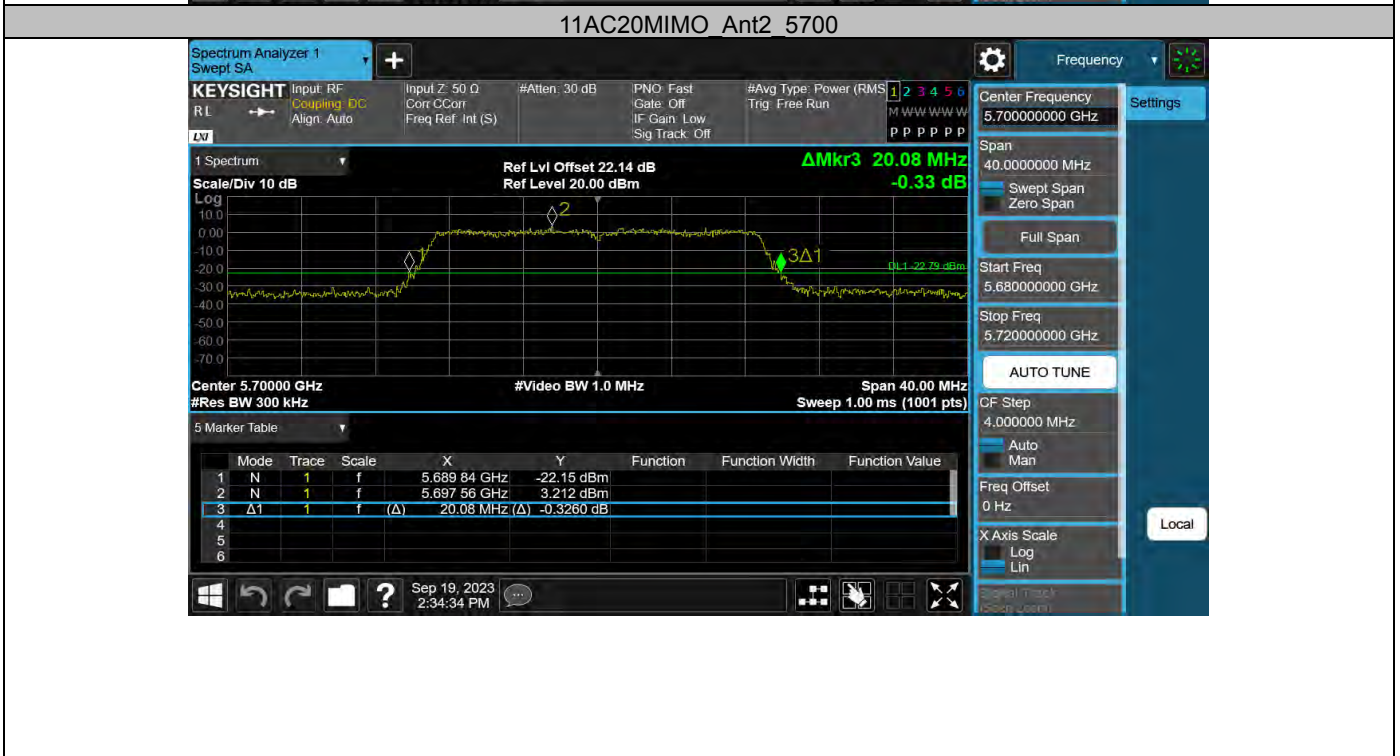 11AC20MIMO_Ant2_5700
Spectrum Analyzer 1
Swept SA
+
Frequency
KEYSIGHT
RL
LXI
Input: RF
Coupling: DC
Align: Auto
Input Z: 50 Ω
Corr CCorr
Freq Ref: Int (S)
#Atten: 30 dB
PNO: Fast
Gate: Off
IF Gain: Low
Sig Track: Off
#Avg Type: Power (RMS
Trig: Free Run
1 2 3 4 5 6
M W W W W W
P P P P P P
1 Spectrum
Scale/Div 10 dB
Ref Lvl Offset 22.14 dB
Ref Level 20.00 dBm
ΔMkr3 20.08 MHz
-0.33 dB
Log
10.0
0.00
-10.0
-20.0
-30.0
-40.0
-50.0
-60.0
-70.0
1
2
3Δ1
DL1 -22.79 dBm
Center 5.70000 GHz
#Video BW 1.0 MHz
Span 40.00 MHz
#Res BW 300 kHz
Sweep 1.00 ms (1001 pts)
5 Marker Table
Mode Trace Scale X Y Function Function Width Function Value
1 N 1 f 5.689 84 GHz -22.15 dBm
2 N 1 f 5.697 56 GHz 3.212 dBm
3 Δ1 1 f (Δ) 20.08 MHz (Δ) -0.3260 dB
4
5
6
?
Sep 19, 2023
2:34:34 PM
Center Frequency
5.700000000 GHz
Settings
Span
40.0000000 MHz
Swept Span
Zero Span
Full Span
Start Freq
5.680000000 GHz
Stop Freq
5.720000000 GHz
AUTO TUNE
CF Step
4.000000 MHz
Auto
Man
Freq Offset
0 Hz
Local
X Axis Scale
Log
Lin
Signal Track
(Span Zoom)